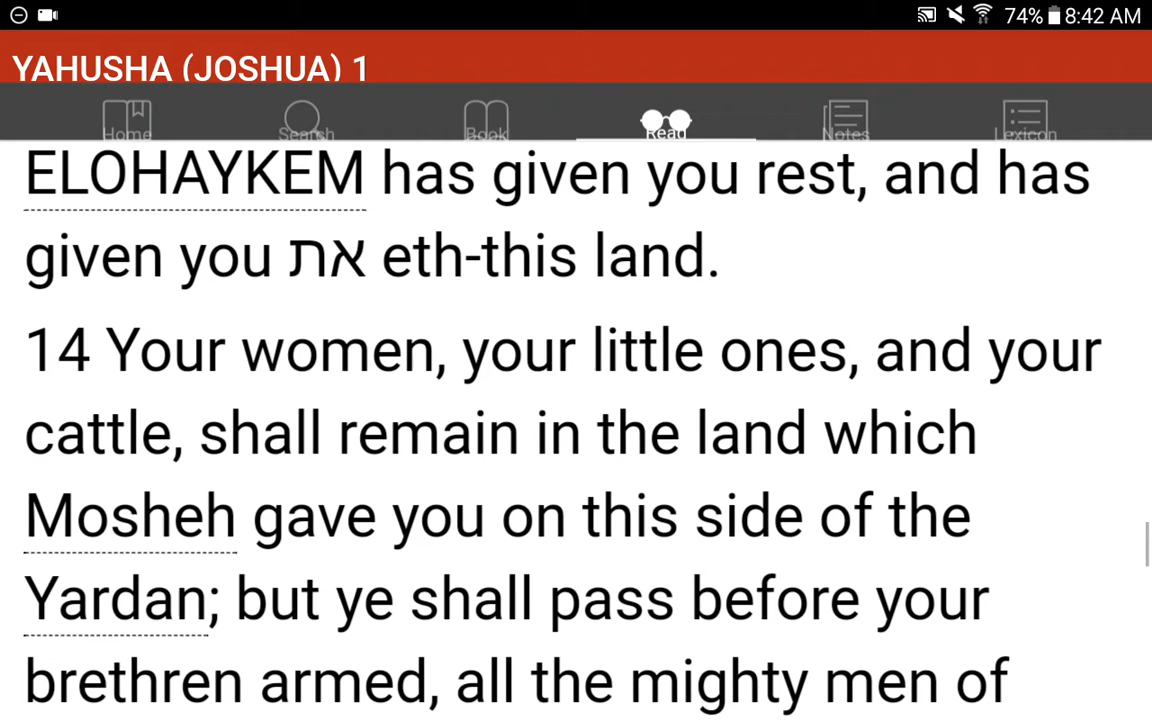 74% 8:42 AM
YAHUSHA (JOSHUA) 1
Home Search Book Read Notes Lexicon
ELOHAYKEM has given you rest, and has
given you את eth-this land.
14 Your women, your little ones, and your
cattle, shall remain in the land which
Mosheh gave you on this side of the
Yardan; but ye shall pass before your
brethren armed, all the mighty men of